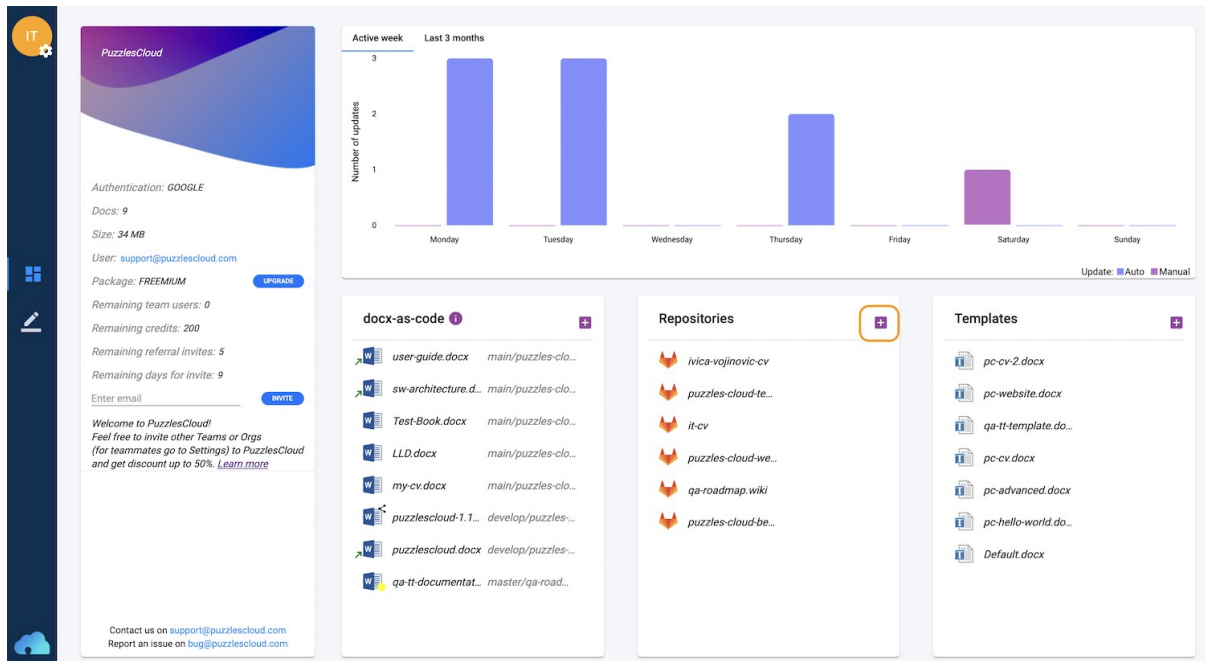 IT
PuzzlesCloud
Authentication: GOOGLE
Docs: 9
Size: 34 MB
User: support@puzzlescloud.com
Package: FREEMIUM UPGRADE
Remaining team users: 0
Remaining credits: 200
Remaining referral invites: 5
Remaining days for invite: 9
Enter email INVITE
Welcome to PuzzlesCloud!
Feel free to invite other Teams or Orgs
(for teammates go to Settings) to PuzzlesCloud
and get discount up to 50%. Learn more
Contact us on support@puzzlescloud.com
Report an issue on bug@puzzlescloud.com
Active week Last 3 months
Number of updates
3
2
1
0
Monday Tuesday Wednesday Thursday Friday Saturday Sunday
Update: Auto Manual
docx-as-code
user-guide.docx main/puzzles-clo...
sw-architecture.d... main/puzzles-clo...
Test-Book.docx main/puzzles-clo...
LLD.docx main/puzzles-clo...
my-cv.docx main/puzzles-clo...
puzzlescloud-1.1... develop/puzzles-...
puzzlescloud.docx develop/puzzles-...
qa-tt-documentat... master/qa-road...
Repositories
ivica-vojinovic-cv
puzzles-cloud-te...
it-cv
puzzles-cloud-we...
qa-roadmap.wiki
puzzles-cloud-be...
Templates
pc-cv-2.docx
pc-website.docx
qa-tt-template.do...
pc-cv.docx
pc-advanced.docx
pc-hello-world.do...
Default.docx